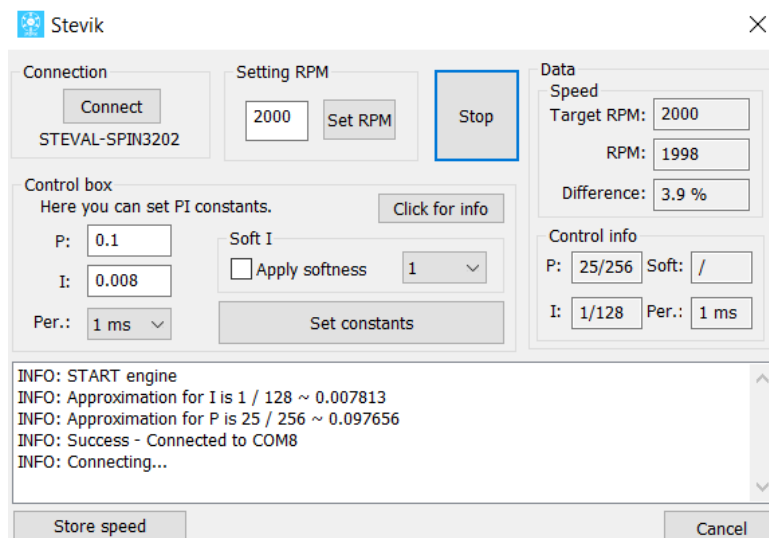 Stevik
Connection
Connect
STEVAL-SPIN3202
Setting RPM
2000
Set RPM
Stop
Data
Speed
Target RPM: 2000
RPM: 1998
Difference: 3.9 %
Control box
Here you can set PI constants.
Click for info
P: 0.1
I: 0.008
Per.: 1 ms
Soft I
Apply softness 1
Set constants
Control info
P: 25/256 Soft: /
I: 1/128 Per.: 1 ms
INFO: START engine
INFO: Approximation for I is 1 / 128 ~ 0.007813
INFO: Approximation for P is 25 / 256 ~ 0.097656
INFO: Success - Connected to COM8
INFO: Connecting...
Store speed
Cancel